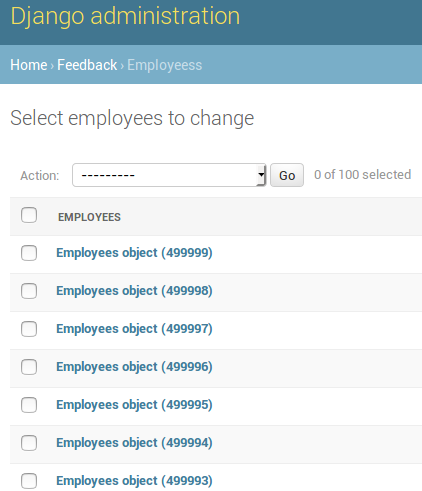 Django administration
Home › Feedback › Employeess
Select employees to change
Action: --------- Go 0 of 100 selected
EMPLOYEES
Employees object (499999)
Employees object (499998)
Employees object (499997)
Employees object (499996)
Employees object (499995)
Employees object (499994)
Employees object (499993)